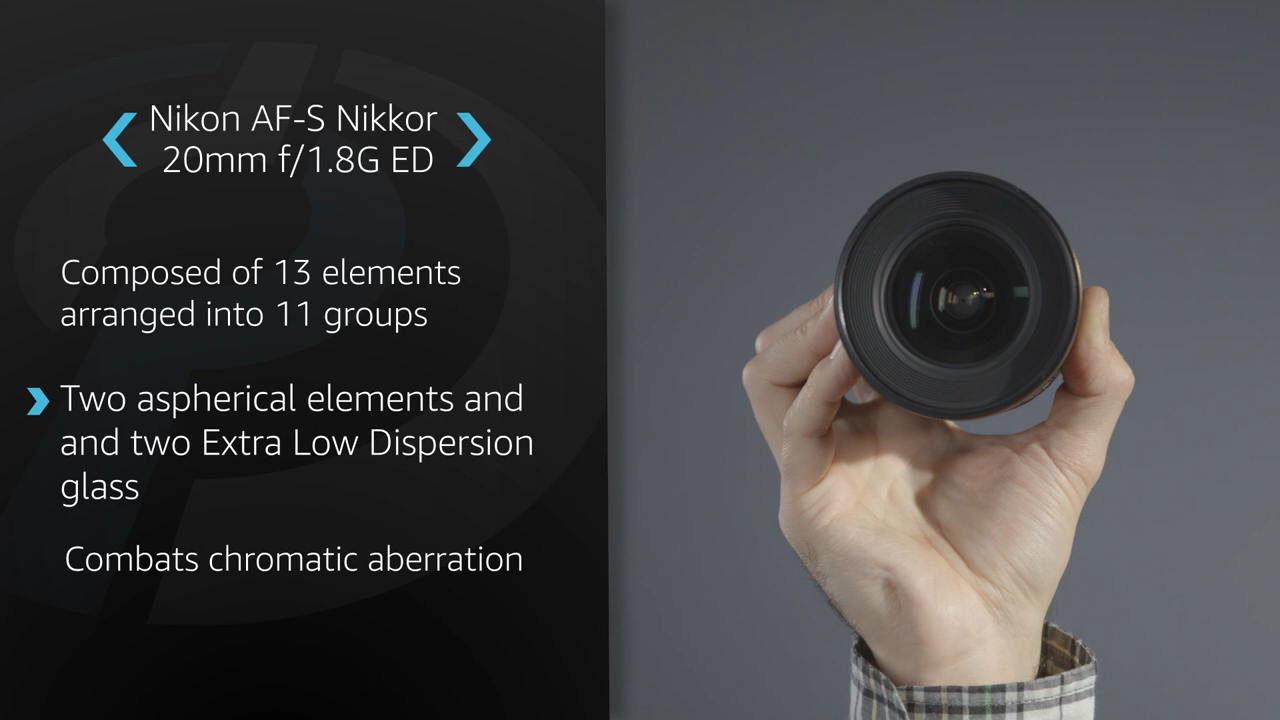 Nikon AF-S Nikkor
20mm f/1.8G ED
Composed of 13 elements
arranged into 11 groups
Two aspherical elements and
and two Extra Low Dispersion
glass
Combats chromatic aberration